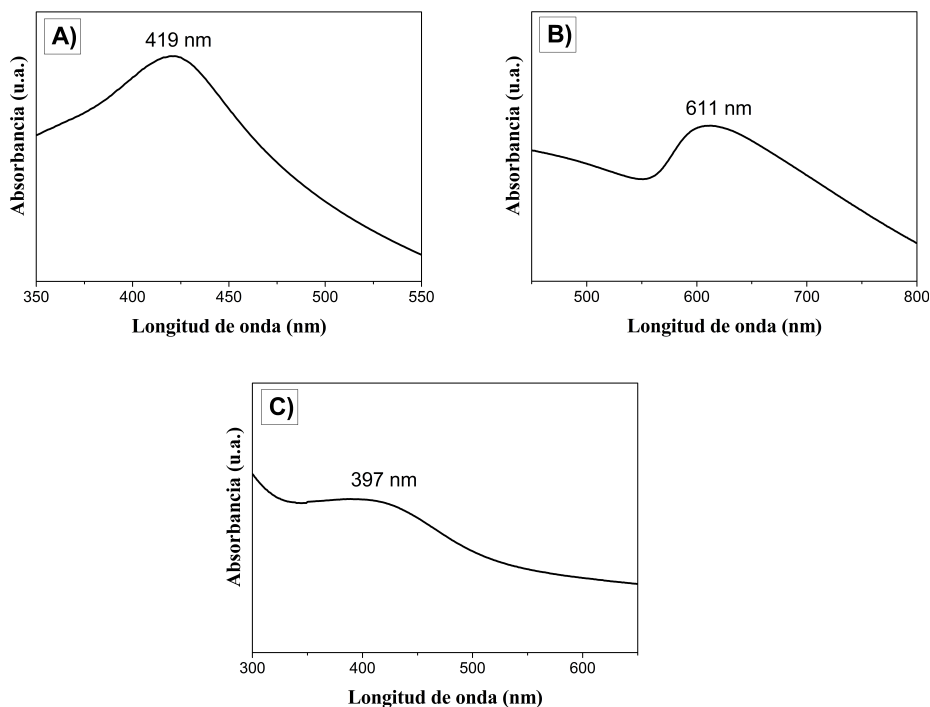 A)
419 nm
Absorbancia (u.a.)
350 400 450 500 550
Longitud de onda (nm)
B)
611 nm
Absorbancia (u.a.)
500 600 700 800
Longitud de onda (nm)
C)
397 nm
Absorbancia (u.a.)
300 400 500 600
Longitud de onda (nm)